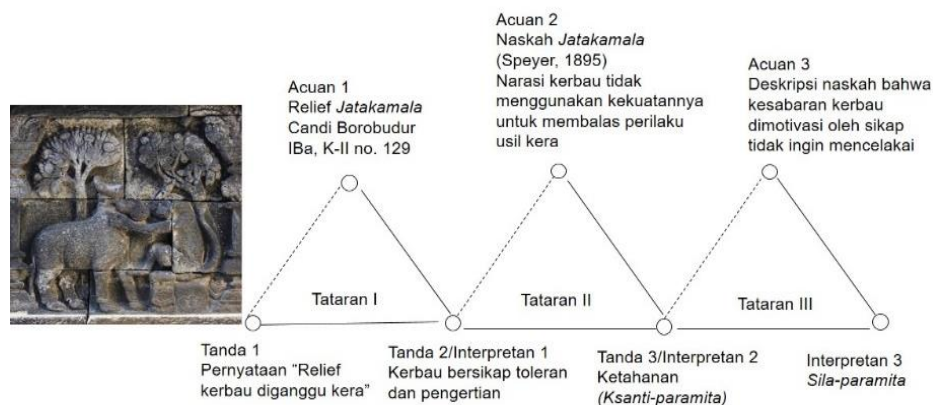 Acuan 1
Relief Jatakamala
Candi Borobudur
IBa, K-II no. 129
Acuan 2
Naskah Jatakamala
(Speyer, 1895)
Narasi kerbau tidak
menggunakan kekuatannya
untuk membalas perilaku
usil kera
Acuan 3
Deskripsi naskah bahwa
kesabaran kerbau
dimotivasi oleh sikap
tidak ingin mencelakai
Tataran I
Tataran II
Tataran III
Tanda 1
Pernyataan “Relief
kerbau diganggu kera”
Tanda 2/Interpretan 1
Kerbau bersikap toleran
dan pengertian
Tanda 3/Interpretan 2
Ketahanan
(Ksanti-paramita)
Interpretan 3
Sila-paramita